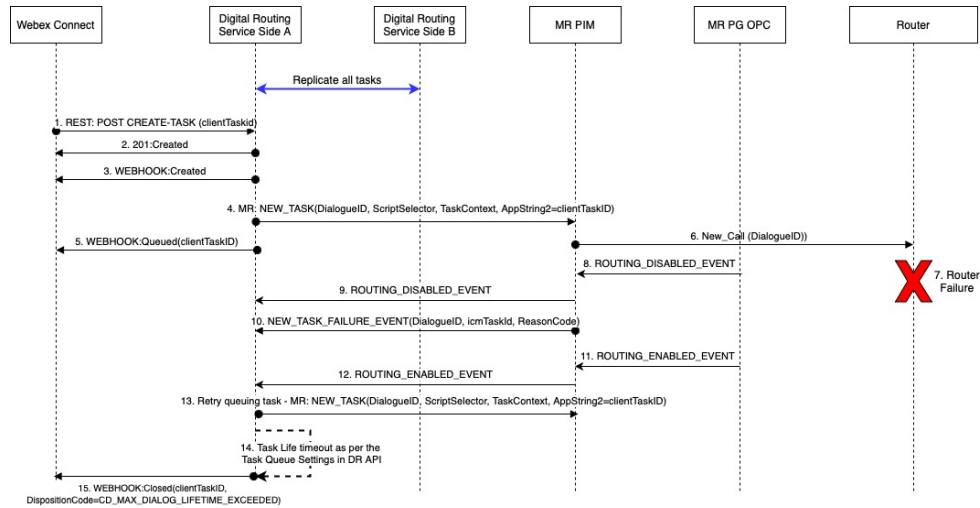 Webex Connect
Digital Routing
Service Side A
Digital Routing
Service Side B
MR PIM
MR PG OPC
Router
Replicate all tasks
1. REST: POST CREATE-TASK (clientTaskid)
2. 201:Created
3. WEBHOOK:Created
4. MR: NEW_TASK(DialogueID, ScriptSelector, TaskContext, AppString2=clientTaskID)
5. WEBHOOK:Queued(clientTaskID)
6. New_Call (DialogueID))
7. Router
Failure
8. ROUTING_DISABLED_EVENT
9. ROUTING_DISABLED_EVENT
10. NEW_TASK_FAILURE_EVENT(DialogueID, icmTaskId, ReasonCode)
11. ROUTING_ENABLED_EVENT
12. ROUTING_ENABLED_EVENT
13. Retry queuing task - MR: NEW_TASK(DialogueID, ScriptSelector, TaskContext, AppString2=clientTaskID)
14. Task Life timeout as per the
Task Queue Settings in DR API
15. WEBHOOK:Closed(clientTaskID,
DispositionCode=CD_MAX_DIALOG_LIFETIME_EXCEEDED)